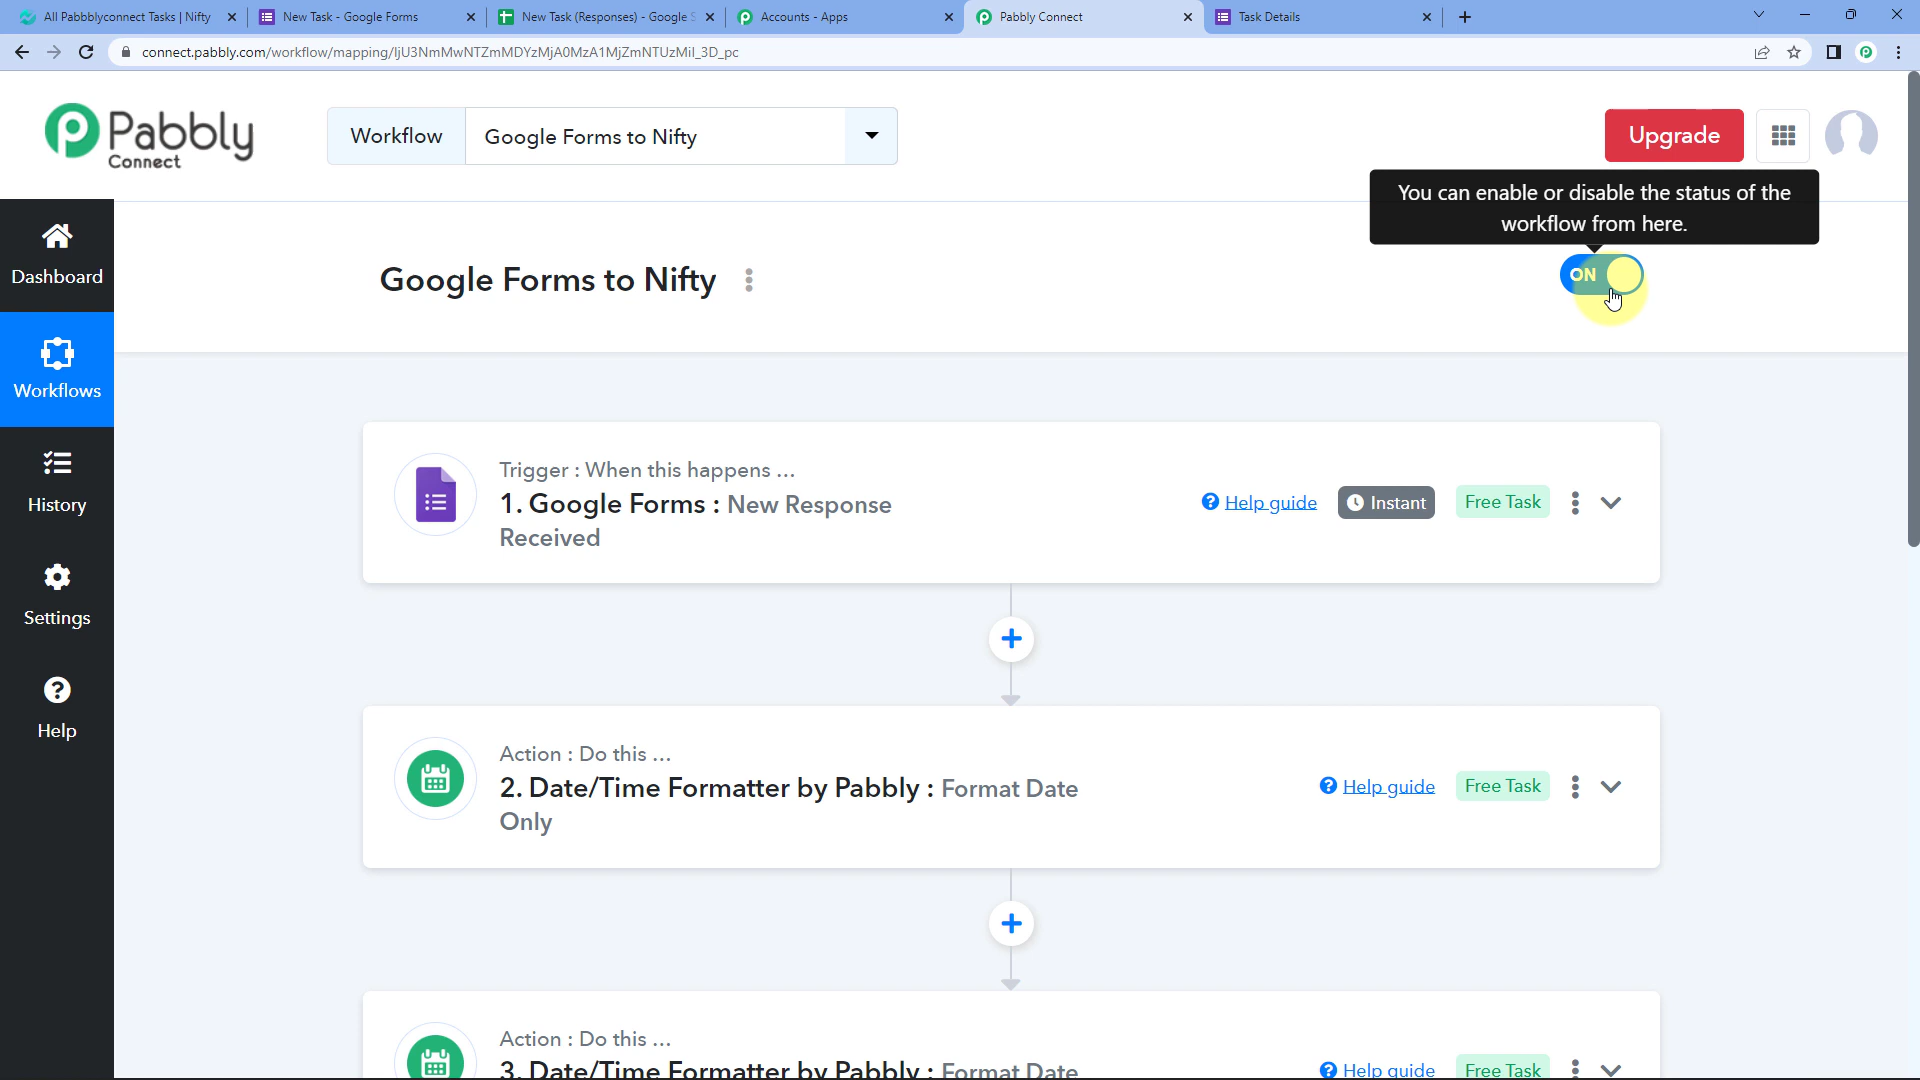 All Pabbblyconnect Tasks | Nifty
New Task - Google Forms
New Task (Responses) - Google S
Accounts - Apps
Pabbly Connect
Task Details
connect.pabbly.com/workflow/mapping/IjU3NmMwNTZmMDYzMjA0MzA1MjZmNTUzMiI_3D_pc
Pabbly
Connect
Workflow
Google Forms to Nifty
Upgrade
You can enable or disable the status of the
workflow from here.
Dashboard
Workflows
History
Settings
Help
Google Forms to Nifty
ON
Trigger : When this happens ...
1. Google Forms : New Response
Received
Help guide
Instant
Free Task
Action : Do this ...
2. Date/Time Formatter by Pabbly : Format Date
Only
Help guide
Free Task
Action : Do this ...
3. Date/Time Formatter by Pabbly : Format Date
Help guide
Free Task